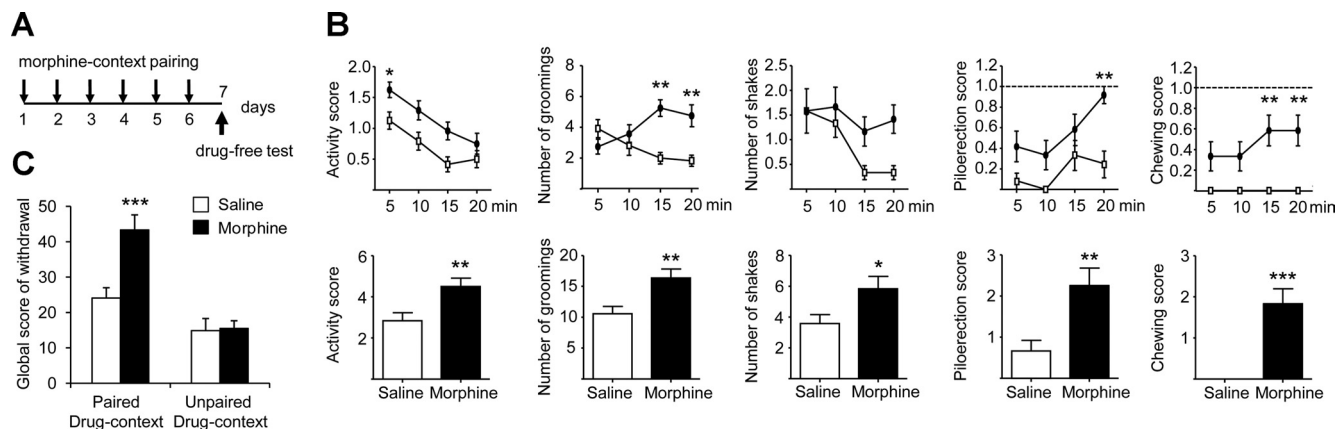 A
morphine-context pairing
7
days
1 2 3 4 5 6
drug-free test
B
Activity score
2.0
1.5
1.0
0.5
*
5 10 15 20 min
Number of groomings
8
6
4
2
0
** **
5 10 15 20 min
Number of shakes
2.5
2.0
1.5
1.0
0.5
5 10 15 20 min
Piloerection score
1.2
1.0
0.8
0.6
0.4
0.2
**
5 10 15 20 min
Chewing score
1.2
1.0
0.8
0.6
0.4
0.2
** **
5 10 15 20 min
C
Global score of withdrawal
50
40
30
20
10
0
***
Saline
Morphine
Paired
Drug-context
Unpaired
Drug-context
Activity score
6
4
2
**
Saline Morphine
Number of groomings
20
15
10
5
**
Saline Morphine
Number of shakes
8
6
4
2
*
Saline Morphine
Piloerection score
3
2
1
**
Saline Morphine
Chewing score
3
2
1
***
Saline Morphine